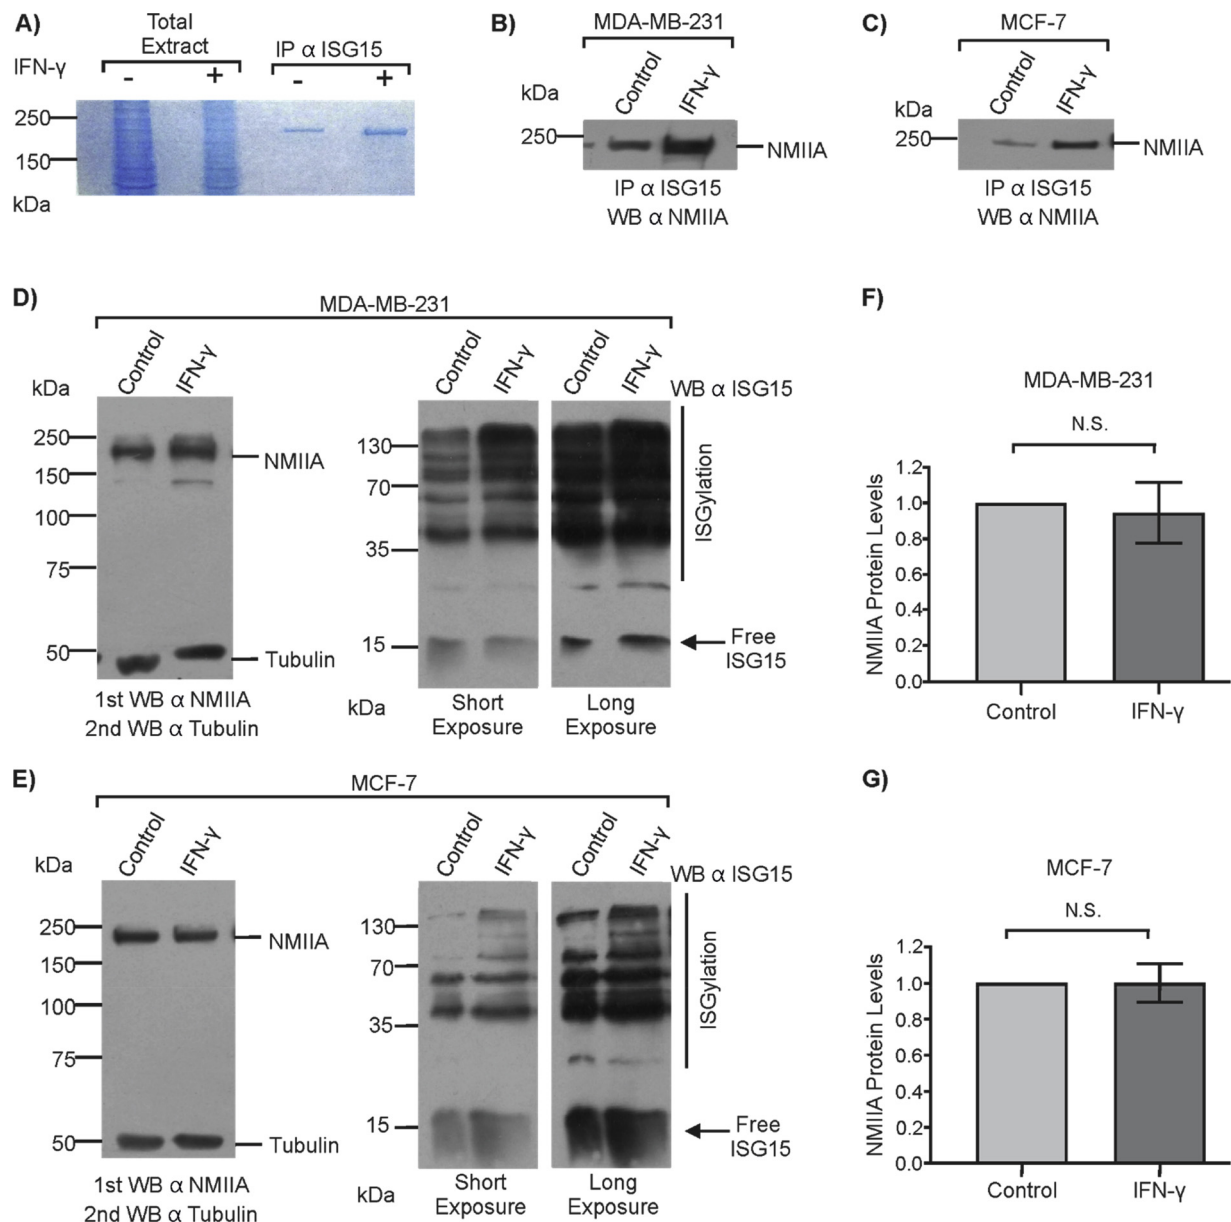 A)
Total
Extract
IP α ISG15
IFN-γ
-
+
-
+
250
150
kDa
B)
MDA-MB-231
Control
IFN-γ
kDa
250
NMIIA
IP α ISG15
WB α NMIIA
C)
MCF-7
Control
IFN-γ
kDa
250
NMIIA
IP α ISG15
WB α NMIIA
D)
MDA-MB-231
Control
IFN-γ
kDa
250
150
100
75
50
NMIIA
Tubulin
1st WB α NMIIA
2nd WB α Tubulin
Control
IFN-γ
Control
IFN-γ
WB α ISG15
130
70
35
15
kDa
ISGylation
Free
ISG15
Short
Exposure
Long
Exposure
F)
MDA-MB-231
N.S.
NMIIA Protein Levels
1.2
1.0
0.8
0.6
0.4
0.2
0.0
Control
IFN-γ
E)
MCF-7
Control
IFN-γ
kDa
250
150
100
75
50
NMIIA
Tubulin
1st WB α NMIIA
2nd WB α Tubulin
Control
IFN-γ
Control
IFN-γ
WB α ISG15
130
70
35
15
kDa
ISGylation
Free
ISG15
Short
Exposure
Long
Exposure
G)
MCF-7
N.S.
NMIIA Protein Levels
1.2
1.0
0.8
0.6
0.4
0.2
0.0
Control
IFN-γ